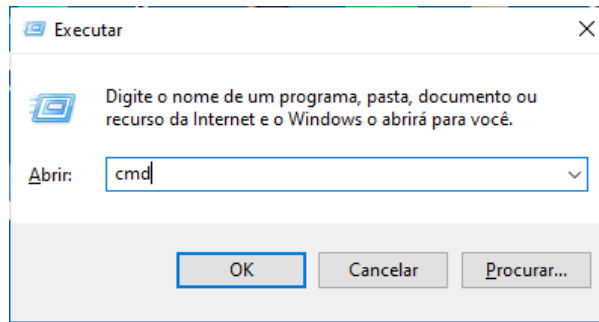 Executar
Digite o nome de um programa, pasta, documento ou
recurso da Internet e o Windows o abrirá para você.
Abrir: cmd
OK Cancelar Procurar...